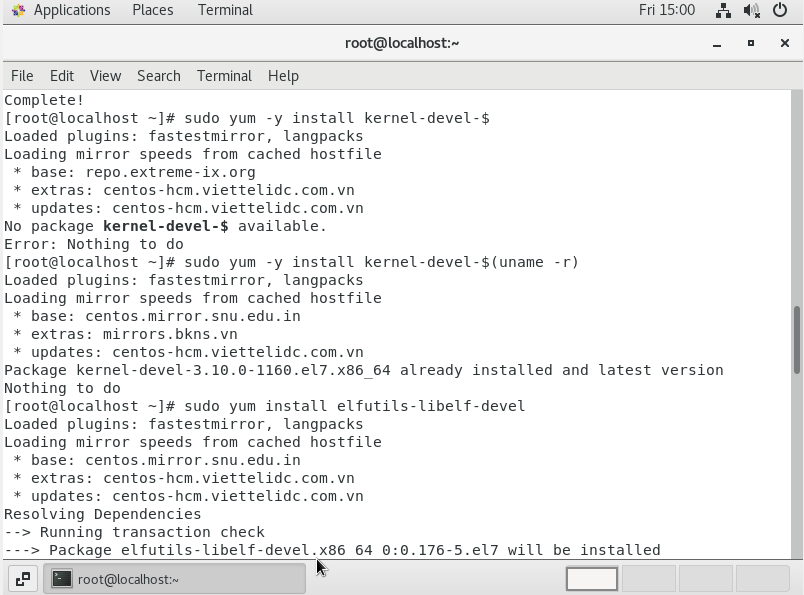 Applications Places Terminal Fri 15:00
root@localhost:~
File Edit View Search Terminal Help
Complete!
[root@localhost ~]# sudo yum -y install kernel-devel-$
Loaded plugins: fastestmirror, langpacks
Loading mirror speeds from cached hostfile
 * base: repo.extreme-ix.org
 * extras: centos-hcm.viettelidc.com.vn
 * updates: centos-hcm.viettelidc.com.vn
No package kernel-devel-$ available.
Error: Nothing to do
[root@localhost ~]# sudo yum -y install kernel-devel-$(uname -r)
Loaded plugins: fastestmirror, langpacks
Loading mirror speeds from cached hostfile
 * base: centos.mirror.snu.edu.in
 * extras: mirrors.bkns.vn
 * updates: centos-hcm.viettelidc.com.vn
Package kernel-devel-3.10.0-1160.el7.x86_64 already installed and latest version
Nothing to do
[root@localhost ~]# sudo yum install elfutils-libelf-devel
Loaded plugins: fastestmirror, langpacks
Loading mirror speeds from cached hostfile
 * base: centos.mirror.snu.edu.in
 * extras: centos-hcm.viettelidc.com.vn
 * updates: centos-hcm.viettelidc.com.vn
Resolving Dependencies
--> Running transaction check
---> Package elfutils-libelf-devel.x86_64 0:0.176-5.el7 will be installed
root@localhost:~